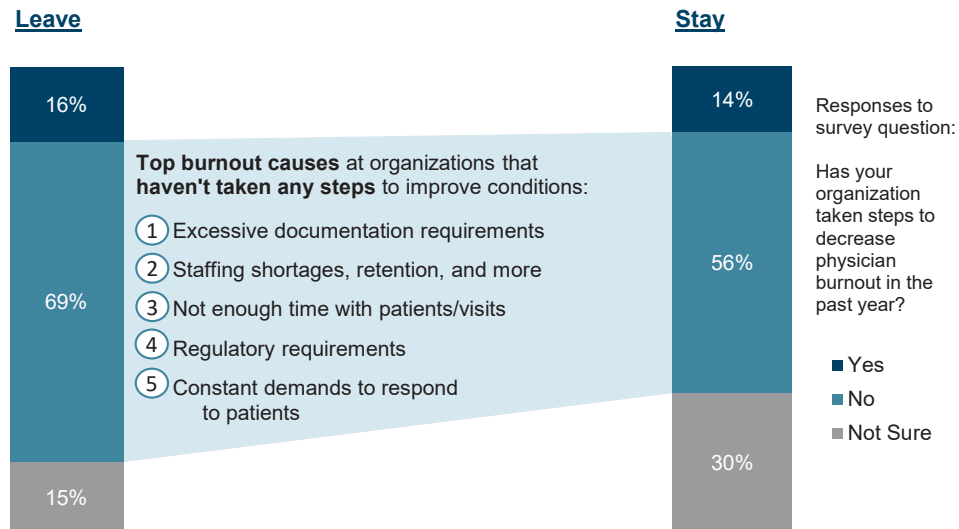 Leave
Stay
16%
69%
15%
Top burnout causes at organizations that
haven't taken any steps to improve conditions:
1 Excessive documentation requirements
2 Staffing shortages, retention, and more
3 Not enough time with patients/visits
4 Regulatory requirements
5 Constant demands to respond
to patients
14%
56%
30%
Responses to
survey question:
Has your
organization
taken steps to
decrease
physician
burnout in the
past year?
Yes
No
Not Sure